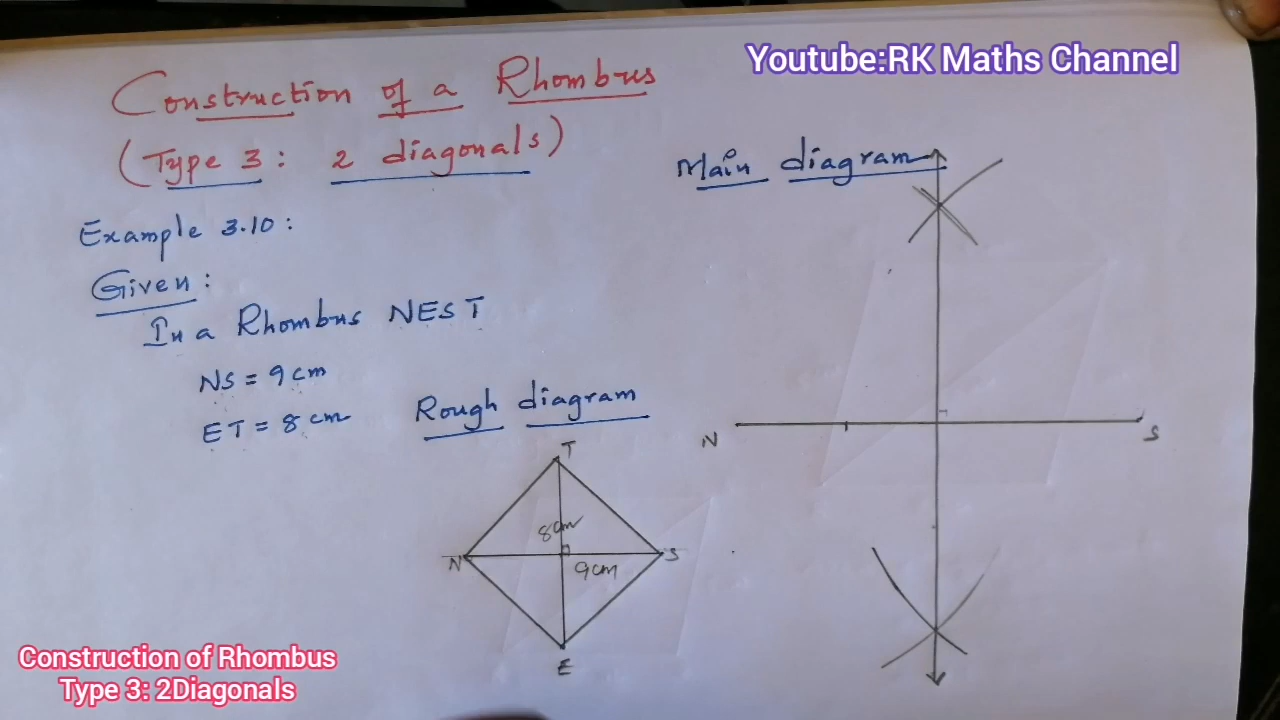 Youtube:RK Maths Channel
Construction of a Rhombus
(Type 3: 2 diagonals)
Example 3.10:
Given:
In a Rhombus NEST
NS = 9 cm
ET = 8 cm
Rough diagram
T
8cm
N
S
9cm
E
Main diagram
N
S
Construction of Rhombus
Type 3: 2Diagonals